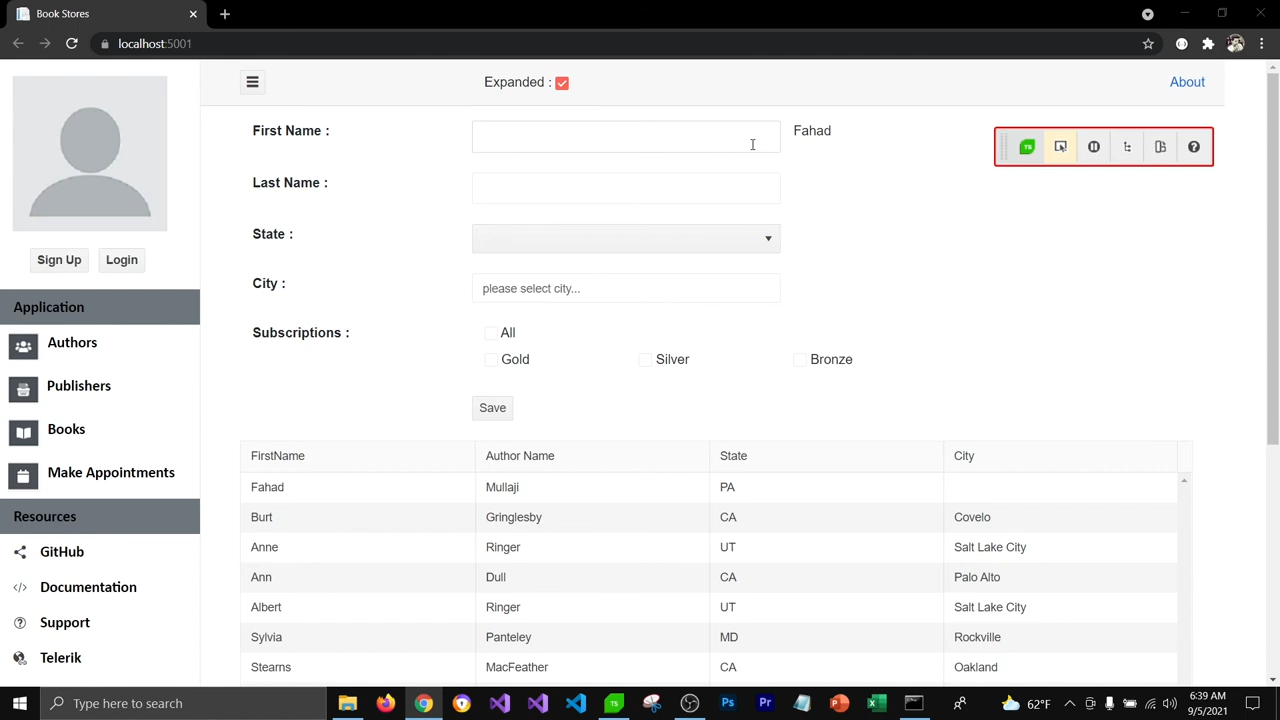 Book Stores
localhost:5001
Expanded :
About
First Name :
Fahad
TS
Last Name :
State :
City :
please select city...
Subscriptions :
All
Gold
Silver
Bronze
Save
Sign Up
Login
Application
Authors
Publishers
Books
Make Appointments
Resources
GitHub
Documentation
Support
Telerik
FirstName Author Name State City
Fahad Mullaji PA
Burt Gringlesby CA Covelo
Anne Ringer UT Salt Lake City
Ann Dull CA Palo Alto
Albert Ringer UT Salt Lake City
Sylvia Panteley MD Rockville
Stearns MacFeather CA Oakland
Type here to search
TS
Ps
Pr
62°F
6:39 AM
9/5/2021